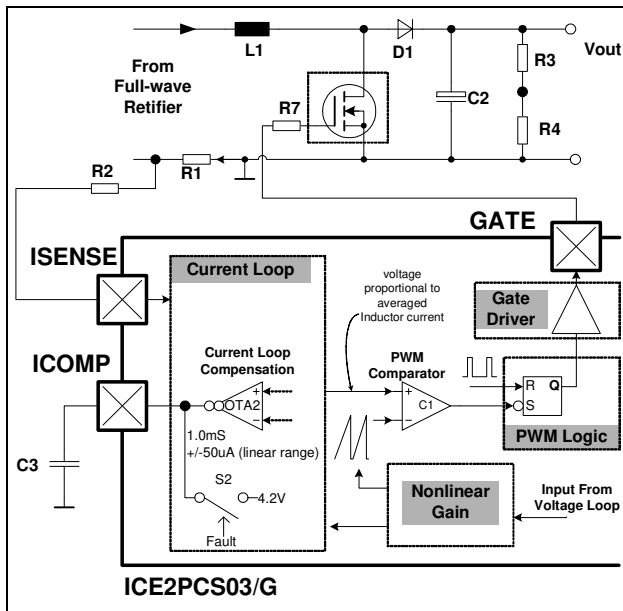 L1
D1
Vout
From
Full-wave
Retifier
R7
C2
R3
R4
R2
R1
GATE
ISENSE
Current Loop
voltage
proportional to
averaged
Inductor current
Gate
Driver
ICOMP
Current Loop
Compensation
PWM
Comparator
OTA2
+
−
+
C1
−
R
Q
S
PWM Logic
C3
1.0mS
+/-50uA (linear range)
S2
4.2V
Fault
Nonlinear
Gain
Input From
Voltage Loop
ICE2PCS03/G